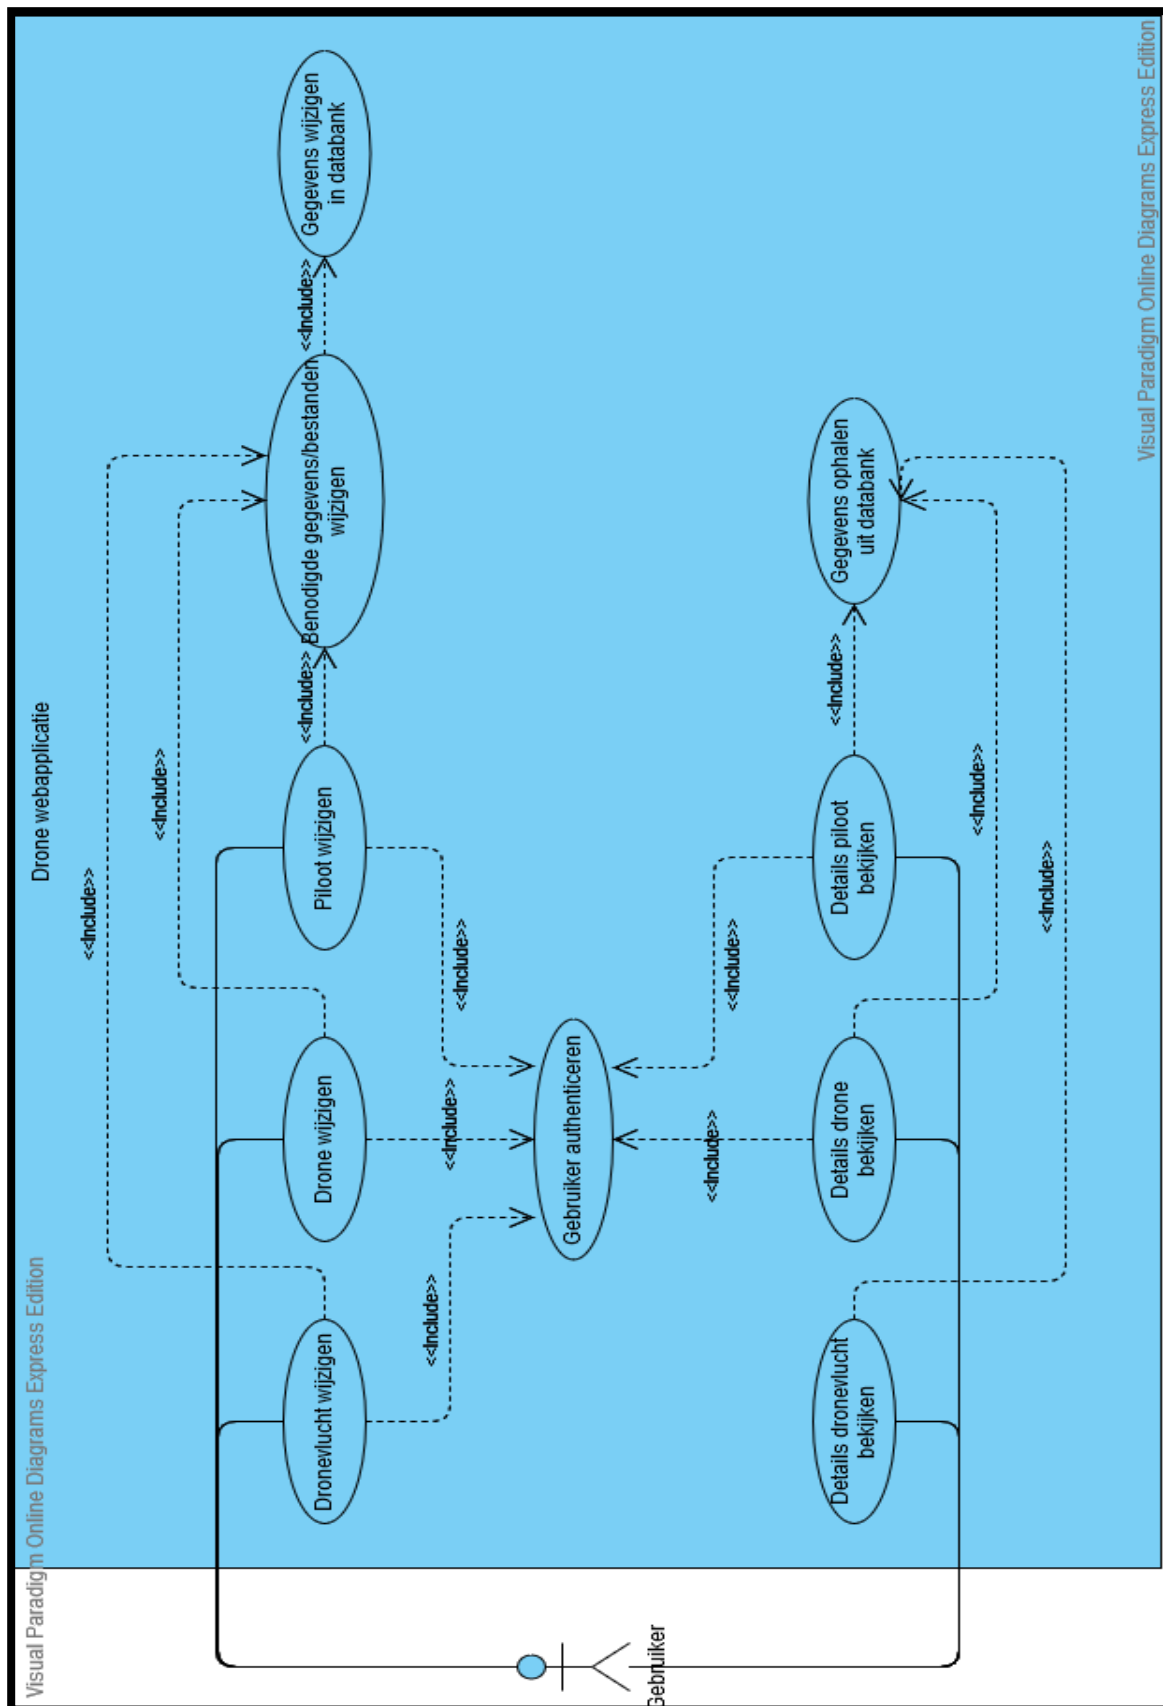 Visual Paradigm Online Diagrams Express Edition
Drone webapplicatie
<<Include>>
<<Include>>
Dronevlucht wijzigen
Drone wijzigen
Piloot wijzigen
<<Include>>
Benodigde gegevens/bestanden
wijzigen
<<Include>>
Gegevens wijzigen
in databank
<<Include>>
<<Include>>
<<Include>>
Gebruiker authenticeren
Gebruiker
<<Include>>
<<Include>>
Details dronevlucht
bekijken
Details drone
bekijken
Details piloot
bekijken
<<Include>>
Gegevens ophalen
uit databank
<<Include>>
<<Include>>
Visual Paradigm Online Diagrams Express Edition